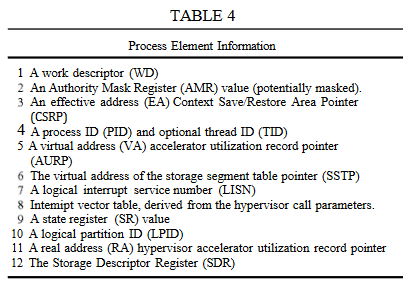 TABLE 4
Process Element Information
1 A work descriptor (WD)
2 An Authority Mask Register (AMR) value (potentially masked).
3 An effective address (EA) Context Save/Restore Area Pointer
(CSRP)
4 A process ID (PID) and optional thread ID (TID)
5 A virtual address (VA) accelerator utilization record pointer
(AURP)
6 The virtual address of the storage segment table pointer (SSTP)
7 A logical interrupt service number (LISN)
8 Intemipt vector table, derived from the hypervisor call parameters.
9 A state register (SR) value
10 A logical partition ID (LPID)
11 A real address (RA) hypervisor accelerator utilization record pointer
12 The Storage Descriptor Register (SDR)